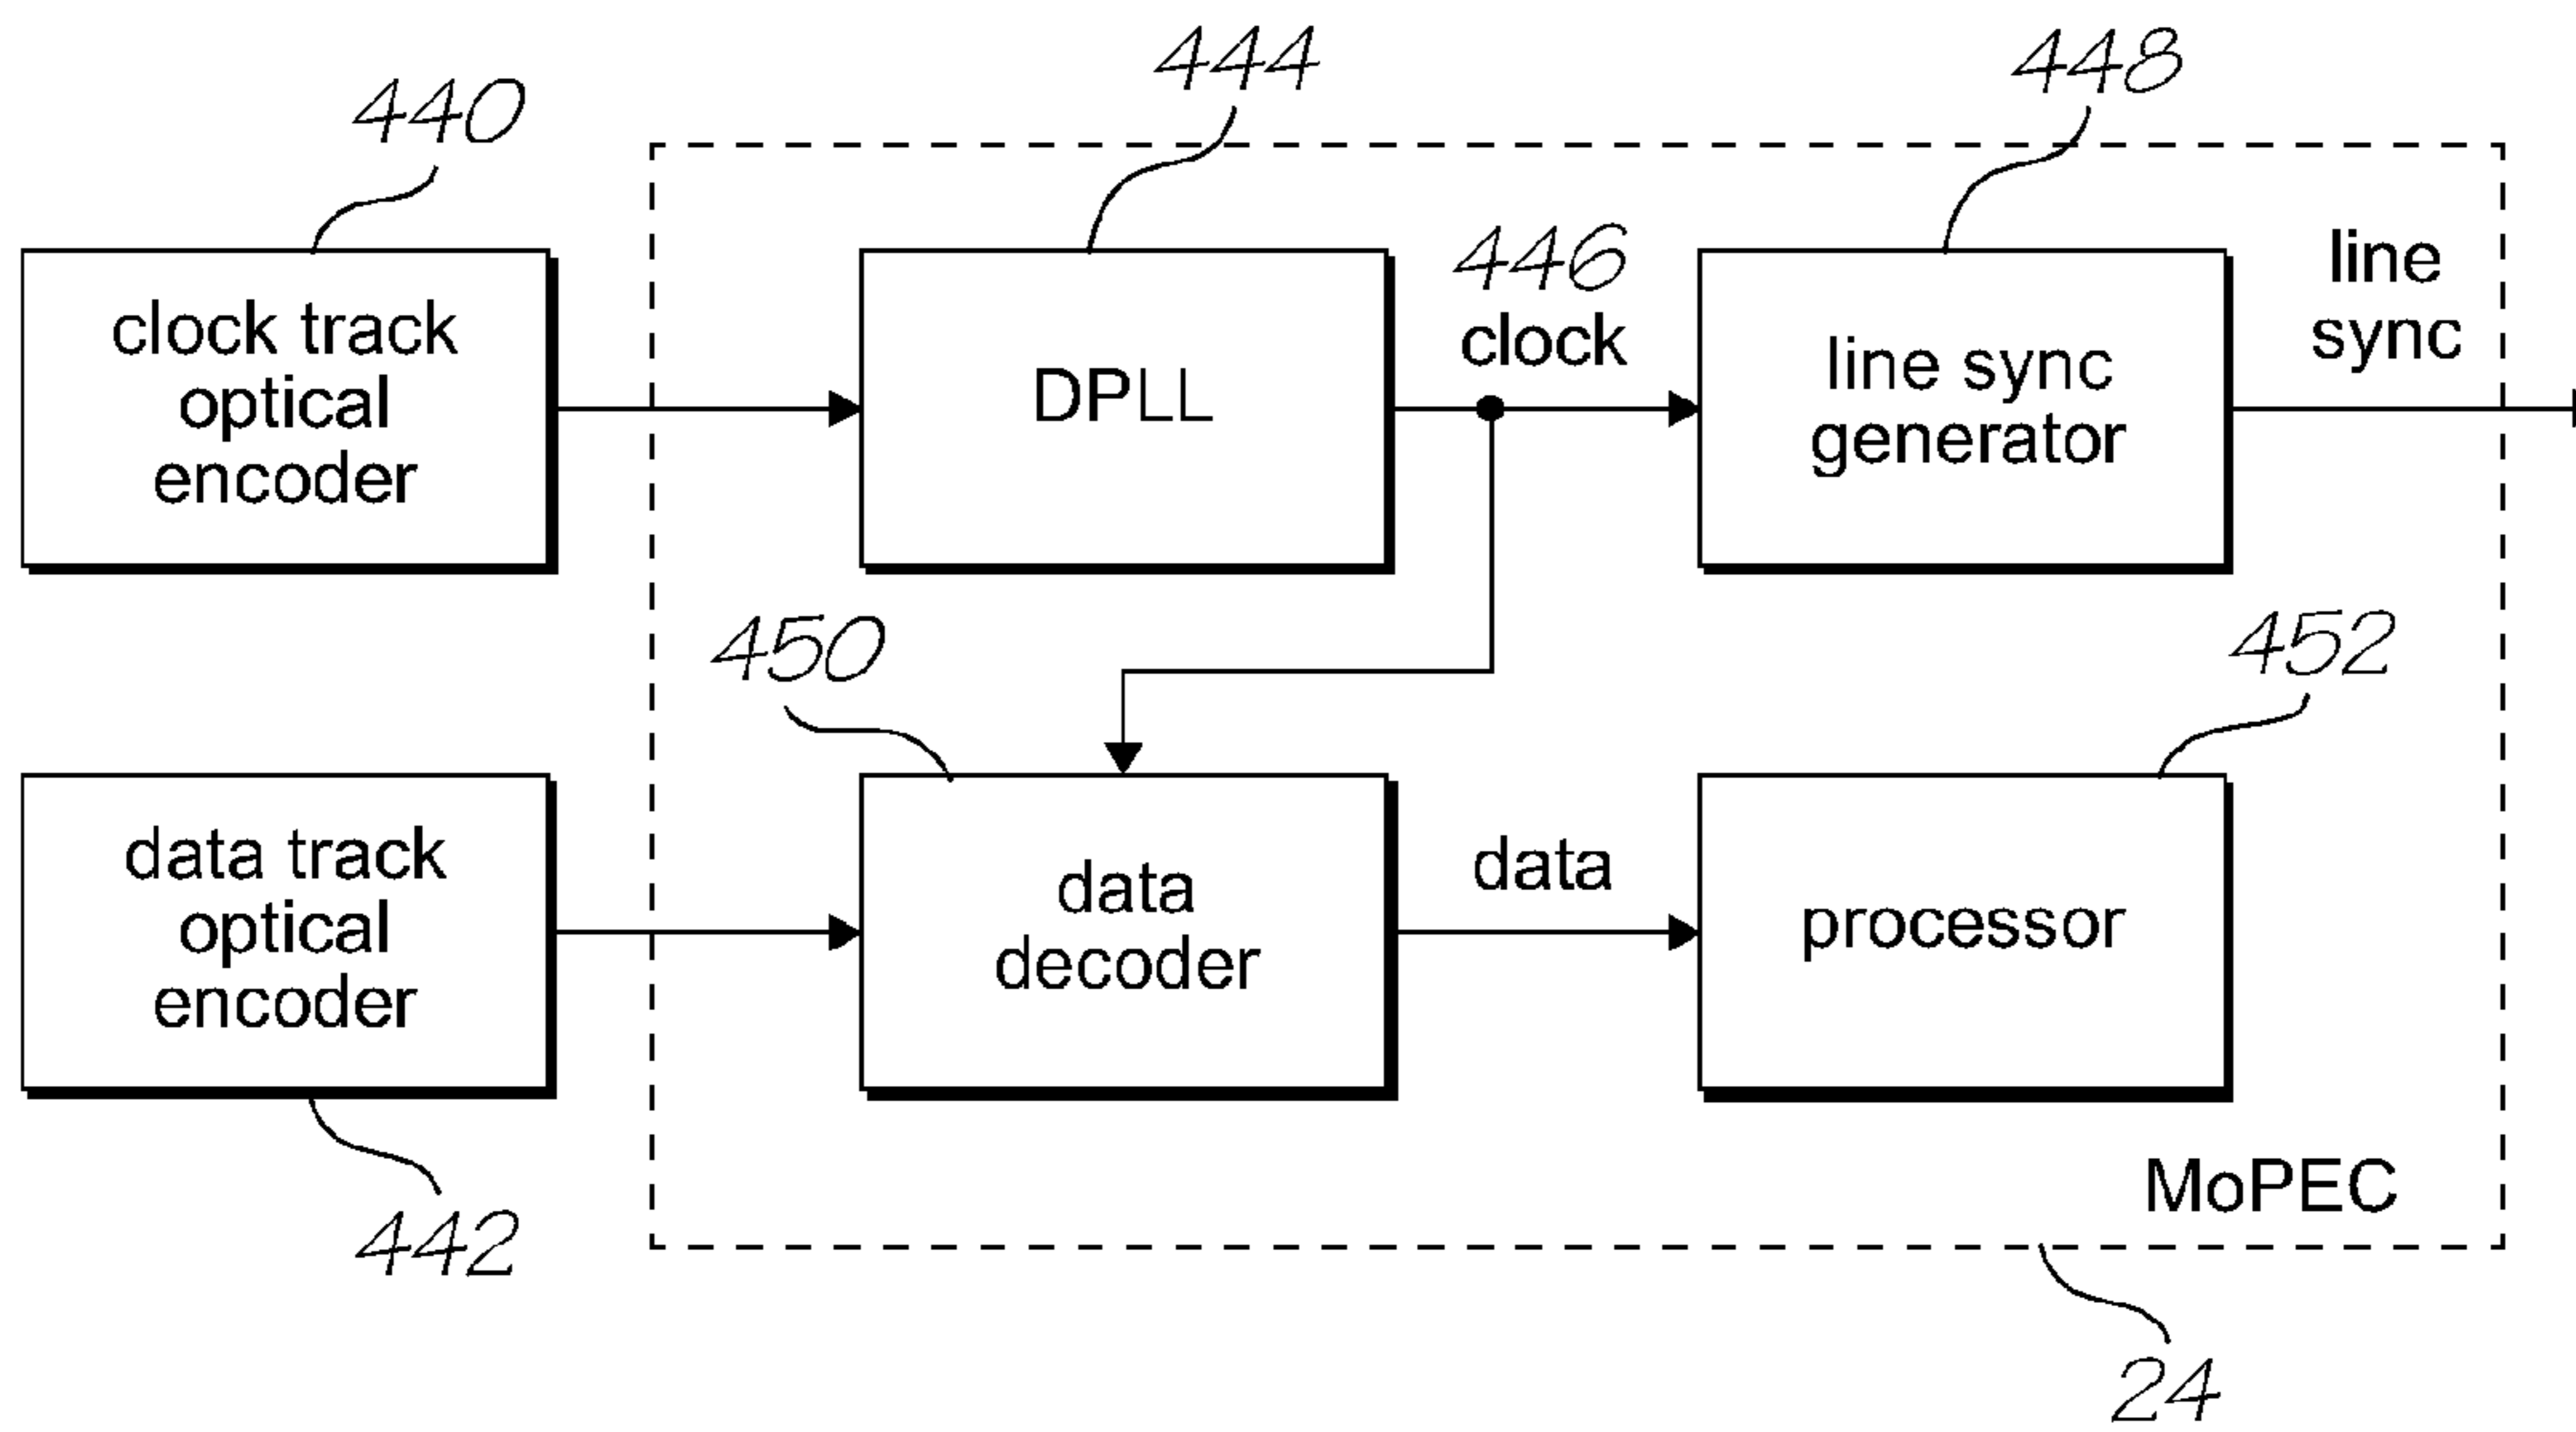 440
444
448
clock track
optical
encoder
DPLL
446
clock
line sync
generator
line
sync
450
452
data track
optical
encoder
data
decoder
data
processor
MoPEC
442
24